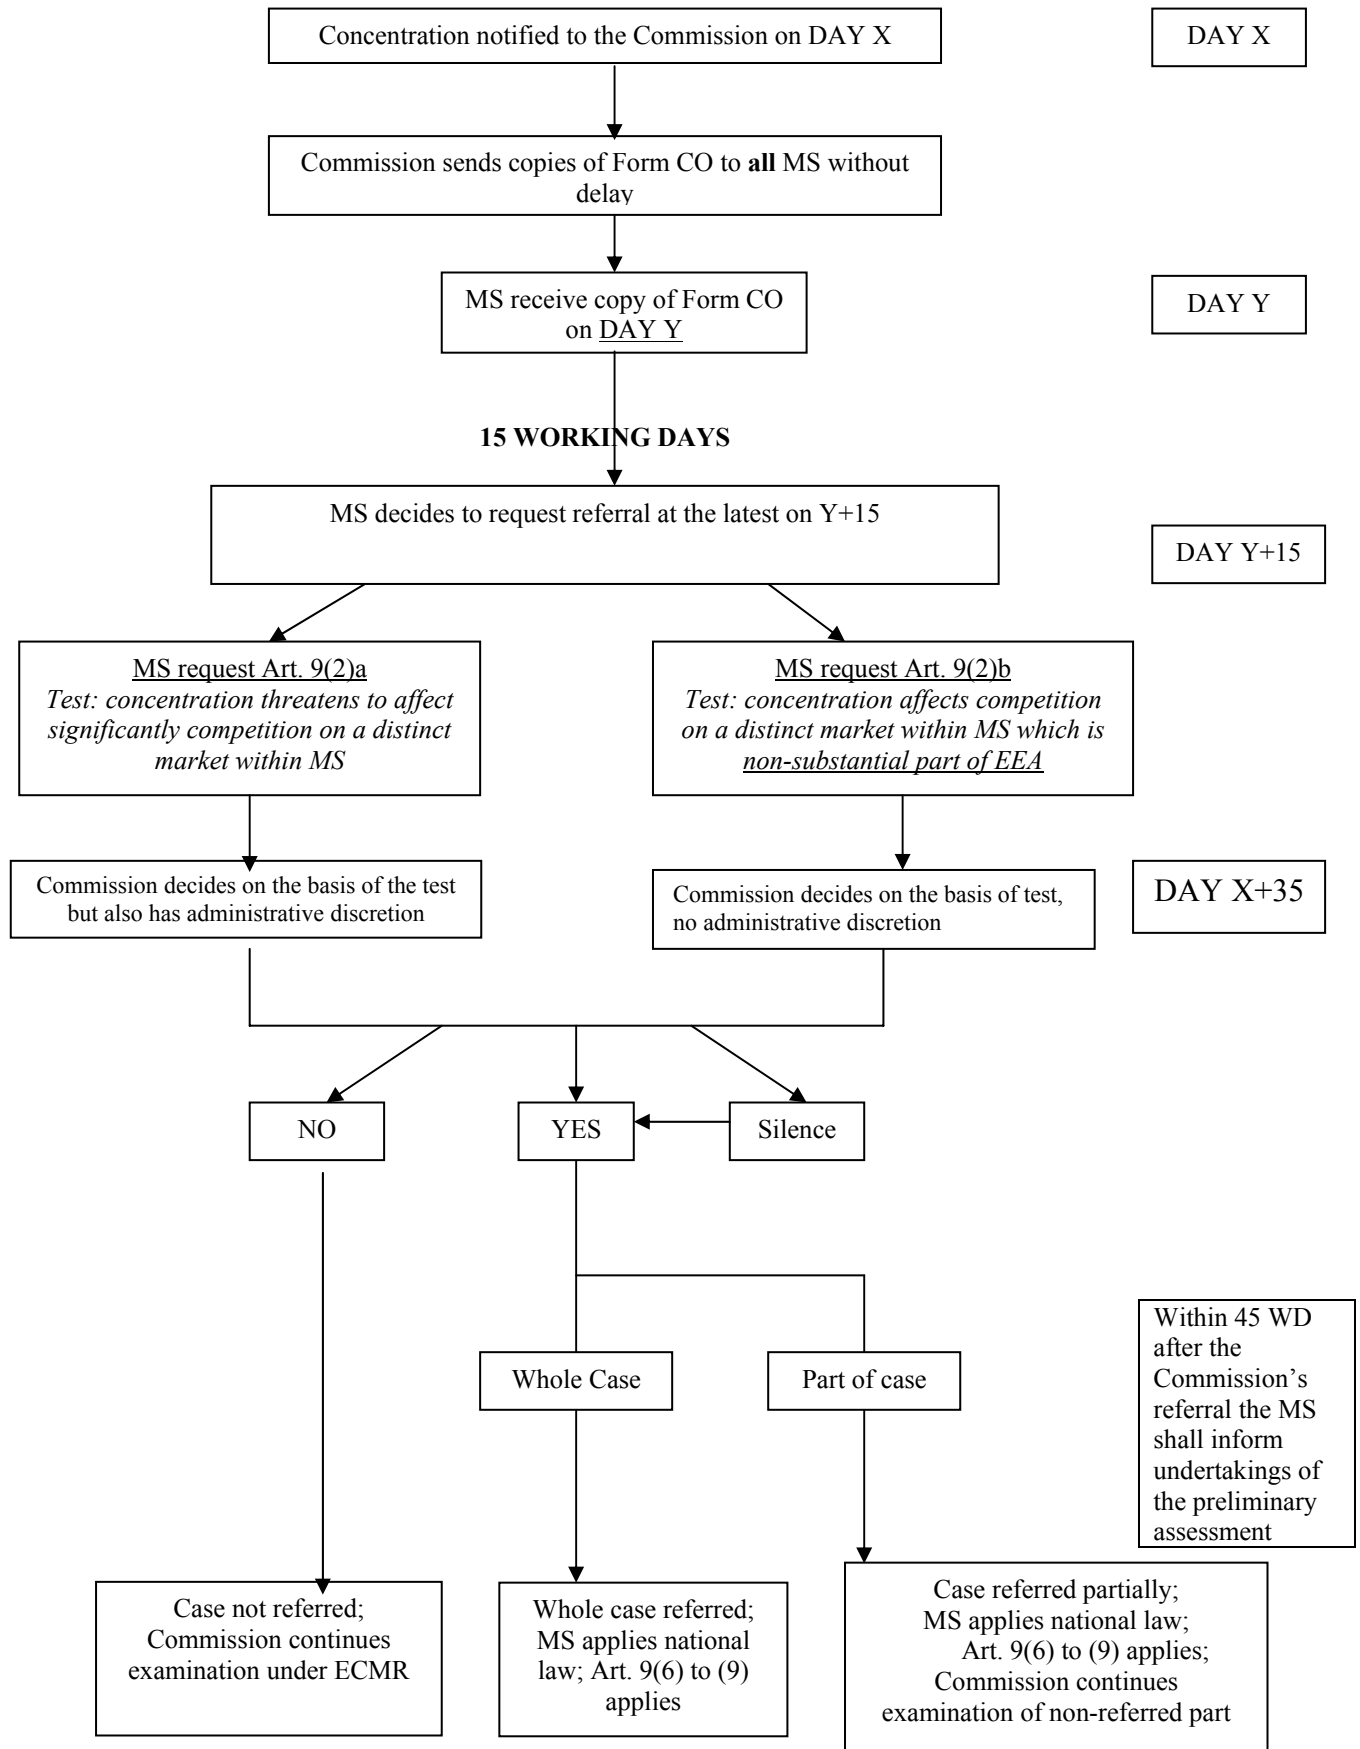 Concentration notified to the Commission on DAY X
DAY X
Commission sends copies of Form CO to all MS without
delay
MS receive copy of Form CO
on DAY Y
DAY Y
15 WORKING DAYS
MS decides to request referral at the latest on Y+15
DAY Y+15
MS request Art. 9(2)a
Test: concentration threatens to affect
significantly competition on a distinct
market within MS
MS request Art. 9(2)b
Test: concentration affects competition
on a distinct market within MS which is
non-substantial part of EEA
Commission decides on the basis of the test
but also has administrative discretion
Commission decides on the basis of test,
no administrative discretion
DAY X+35
NO
YES
Silence
Whole Case
Part of case
Within 45 WD
after the
Commission’s
referral the MS
shall inform
undertakings of
the preliminary
assessment
Case not referred;
Commission continues
examination under ECMR
Whole case referred;
MS applies national
law; Art. 9(6) to (9)
applies
Case referred partially;
MS applies national law;
Art. 9(6) to (9) applies;
Commission continues
examination of non-referred part